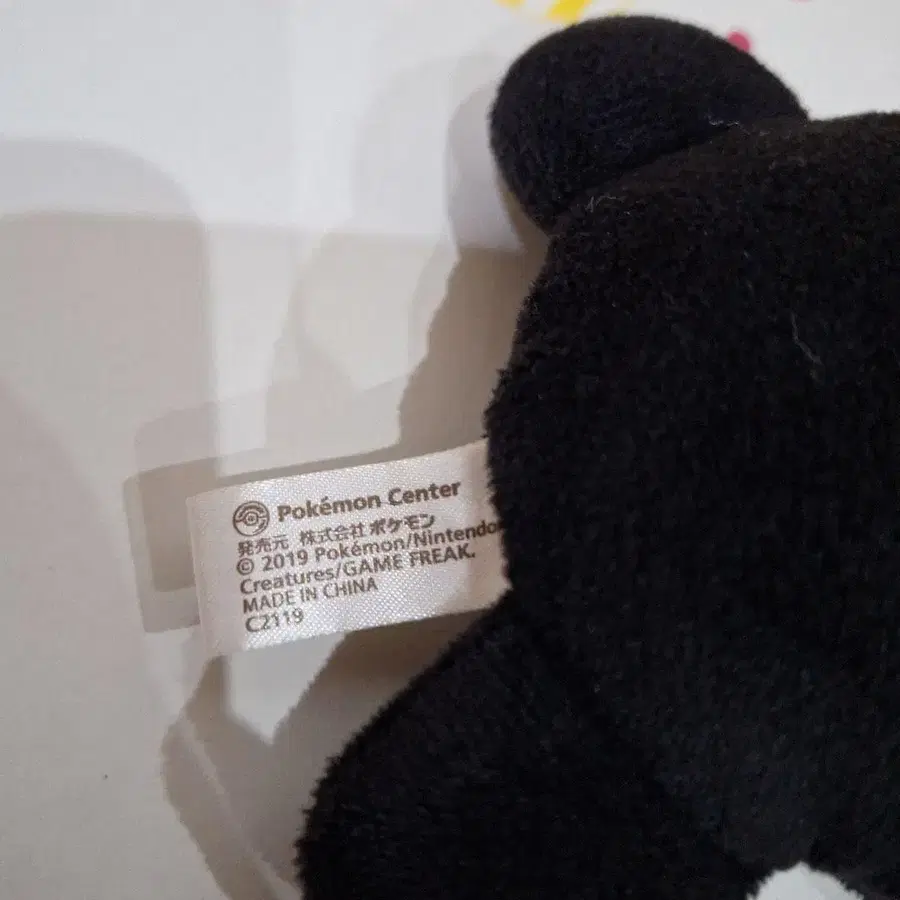 Pokémon Center
発売元 株式会社ポケモン
© 2019 Pokémon/Nintendo
Creatures/GAME FREAK.
MADE IN CHINA
C2119